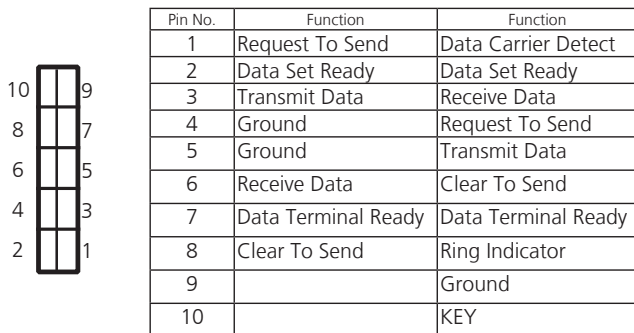 Pin No. Function Function
1 Request To Send Data Carrier Detect
2 Data Set Ready Data Set Ready
3 Transmit Data Receive Data
4 Ground Request To Send
5 Ground Transmit Data
6 Receive Data Clear To Send
7 Data Terminal Ready Data Terminal Ready
8 Clear To Send Ring Indicator
9 Ground
10 KEY
10 9
8 7
6 5
4 3
2 1